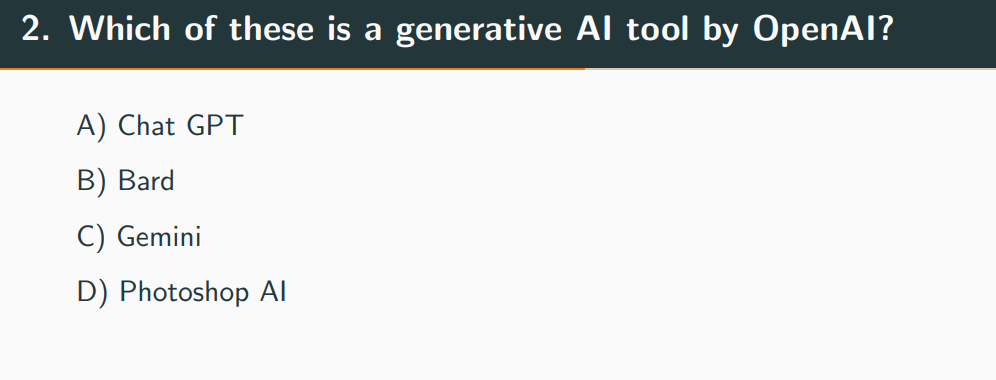 2. Which of these is a generative AI tool by OpenAI?
A) Chat GPT
B) Bard
C) Gemini
D) Photoshop AI